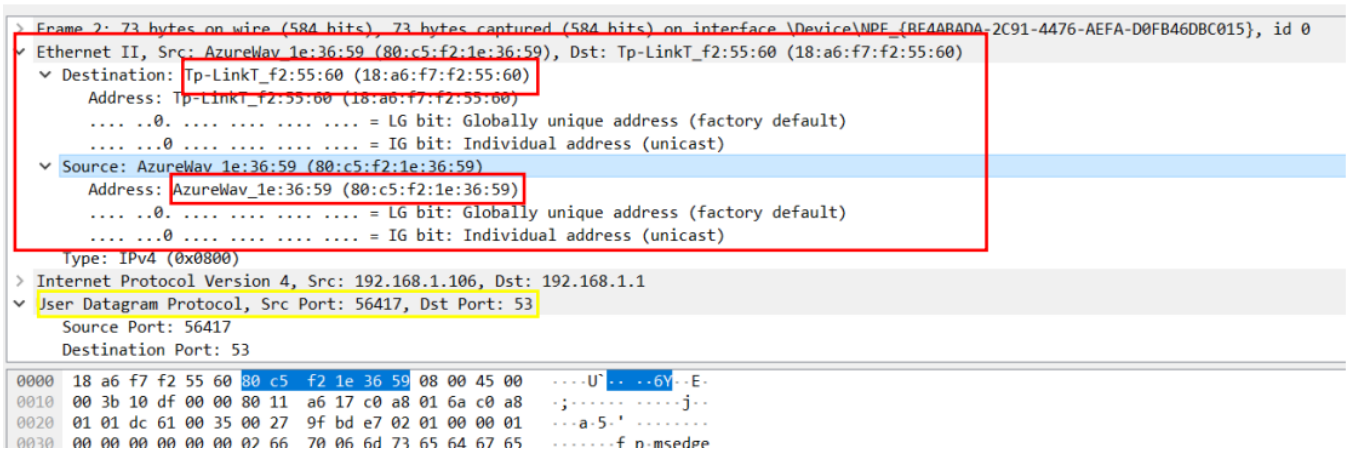 > Frame 2: 73 bytes on wire (584 bits), 73 bytes captured (584 bits) on interface \Device\NPF_{BE4ABADA-2C91-4476-AEFA-D0FB46DBC015}, id 0
Ethernet II, Src: AzureWav_1e:36:59 (80:c5:f2:1e:36:59), Dst: Tp-LinkT_f2:55:60 (18:a6:f7:f2:55:60)
Destination: Tp-LinkT_f2:55:60 (18:a6:f7:f2:55:60)
Address: Tp-LinkT_f2:55:60 (18:a6:f7:f2:55:60)
.... ..0. .... .... .... .... = LG bit: Globally unique address (factory default)
.... ...0 .... .... .... .... = IG bit: Individual address (unicast)
Source: AzureWav_1e:36:59 (80:c5:f2:1e:36:59)
Address: AzureWav_1e:36:59 (80:c5:f2:1e:36:59)
.... ..0. .... .... .... .... = LG bit: Globally unique address (factory default)
.... ...0 .... .... .... .... = IG bit: Individual address (unicast)
Type: IPv4 (0x0800)
> Internet Protocol Version 4, Src: 192.168.1.106, Dst: 192.168.1.1
User Datagram Protocol, Src Port: 56417, Dst Port: 53
Source Port: 56417
Destination Port: 53
0000 18 a6 f7 f2 55 60 80 c5 f2 1e 36 59 08 00 45 00 ····U`·· ··6Y··E·
0010 00 3b 10 df 00 00 80 11 a6 17 c0 a8 01 6a c0 a8 ·;······ ·····j··
0020 01 01 dc 61 00 35 00 27 9f bd e7 02 01 00 00 01 ···a·5·' ········
0030 00 00 00 00 00 00 02 66 70 06 6d 73 65 64 67 65 ·······f p·msedge